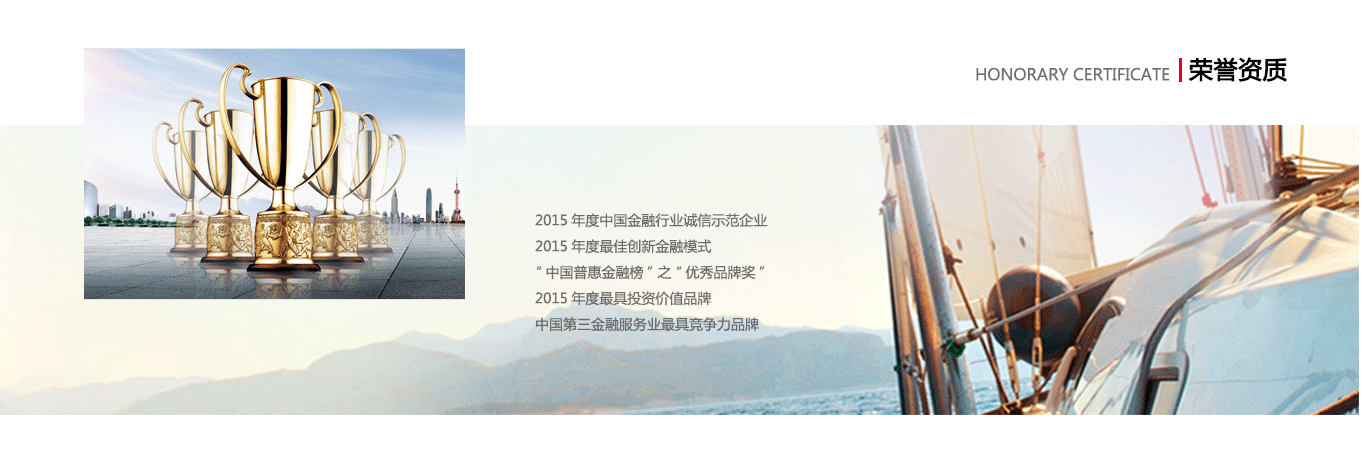 HONORARY CERTIFICATE 荣誉资质
2015 年度中国金融行业诚信示范企业
2015 年度最佳创新金融模式
“ 中国普惠金融榜 ” 之 “ 优秀品牌奖 ”
2015 年度最具投资价值品牌
中国第三金融服务业最具竞争力品牌